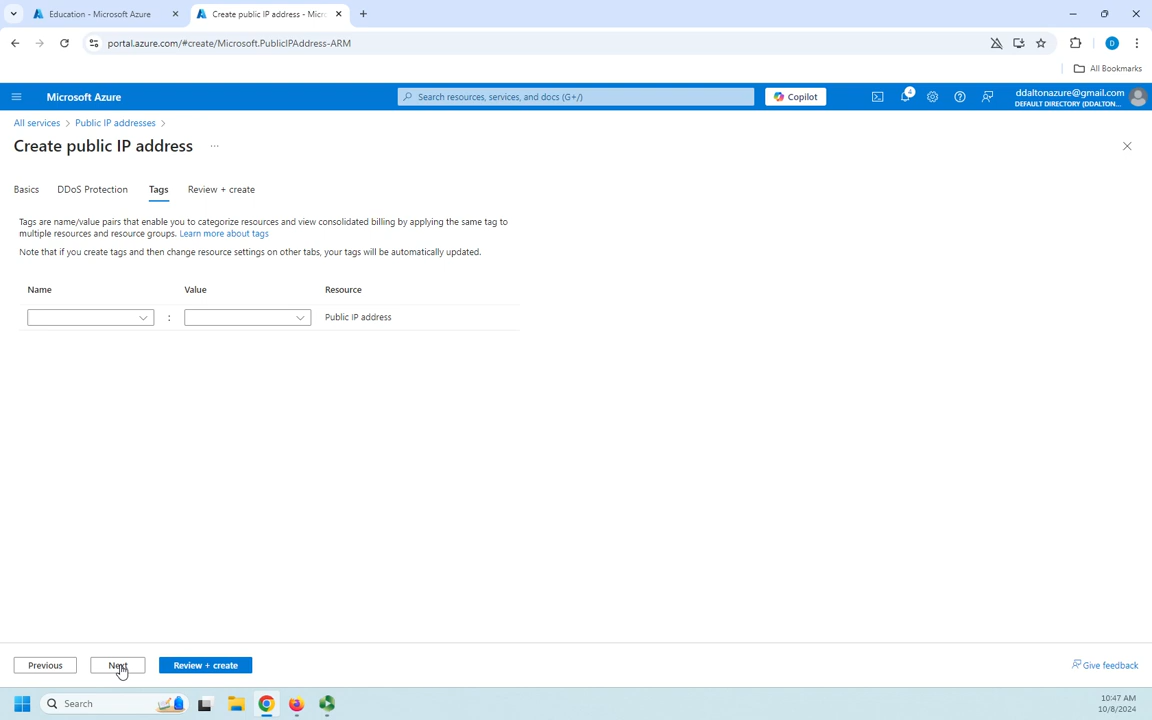 Education - Microsoft Azure
Create public IP address - Micr
portal.azure.com/#create/Microsoft.PublicIPAddress-ARM
D
All Bookmarks
Microsoft Azure
Search resources, services, and docs (G+/)
Copilot
4
ddaltonazure@gmail.com
DEFAULT DIRECTORY (DDALTON...
All services > Public IP addresses >
Create public IP address ...
Basics
DDoS Protection
Tags
Review + create
Tags are name/value pairs that enable you to categorize resources and view consolidated billing by applying the same tag to
multiple resources and resource groups. Learn more about tags
Note that if you create tags and then change resource settings on other tabs, your tags will be automatically updated.
Name
Value
Resource
:
Public IP address
Previous
Next
Review + create
Give feedback
Search
10:47 AM
10/8/2024